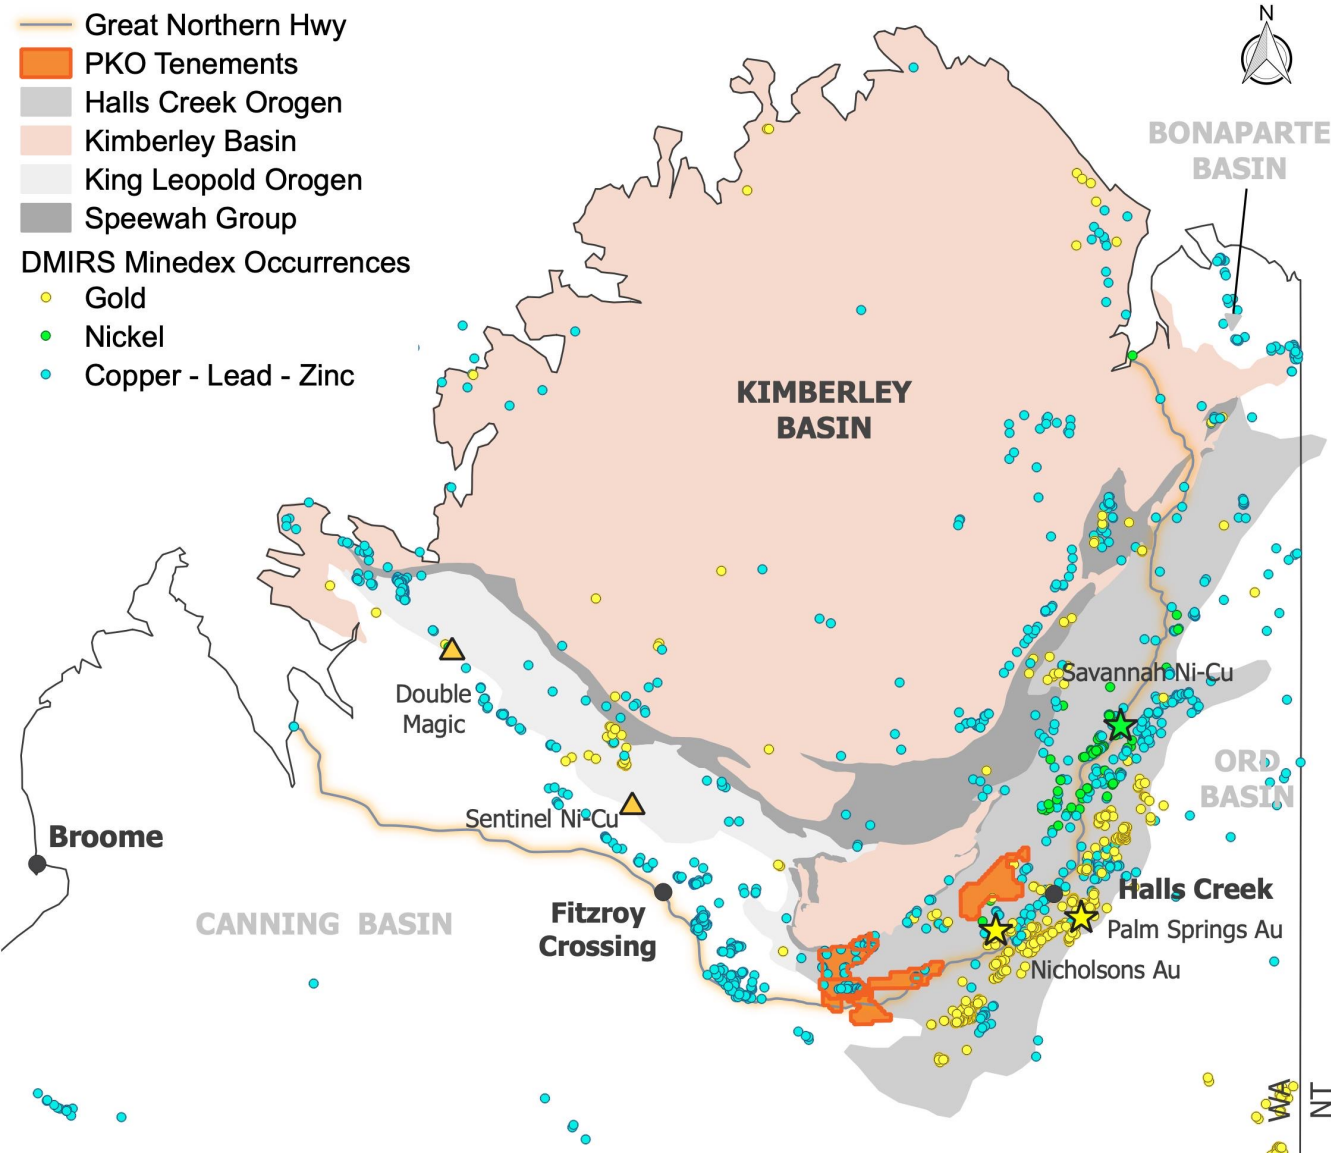 Great Northern Hwy
PKO Tenements
Halls Creek Orogen
Kimberley Basin
King Leopold Orogen
Speewah Group
DMIRS Minedex Occurrences
Gold
Nickel
Copper - Lead - Zinc
N
BONAPARTE
BASIN
KIMBERLEY
BASIN
Savannah Ni-Cu
Double
Magic
ORD
BASIN
Sentinel Ni-Cu
Broome
Halls Creek
Fitzroy
Crossing
CANNING BASIN
Palm Springs Au
Nicholsons Au
WA
NT